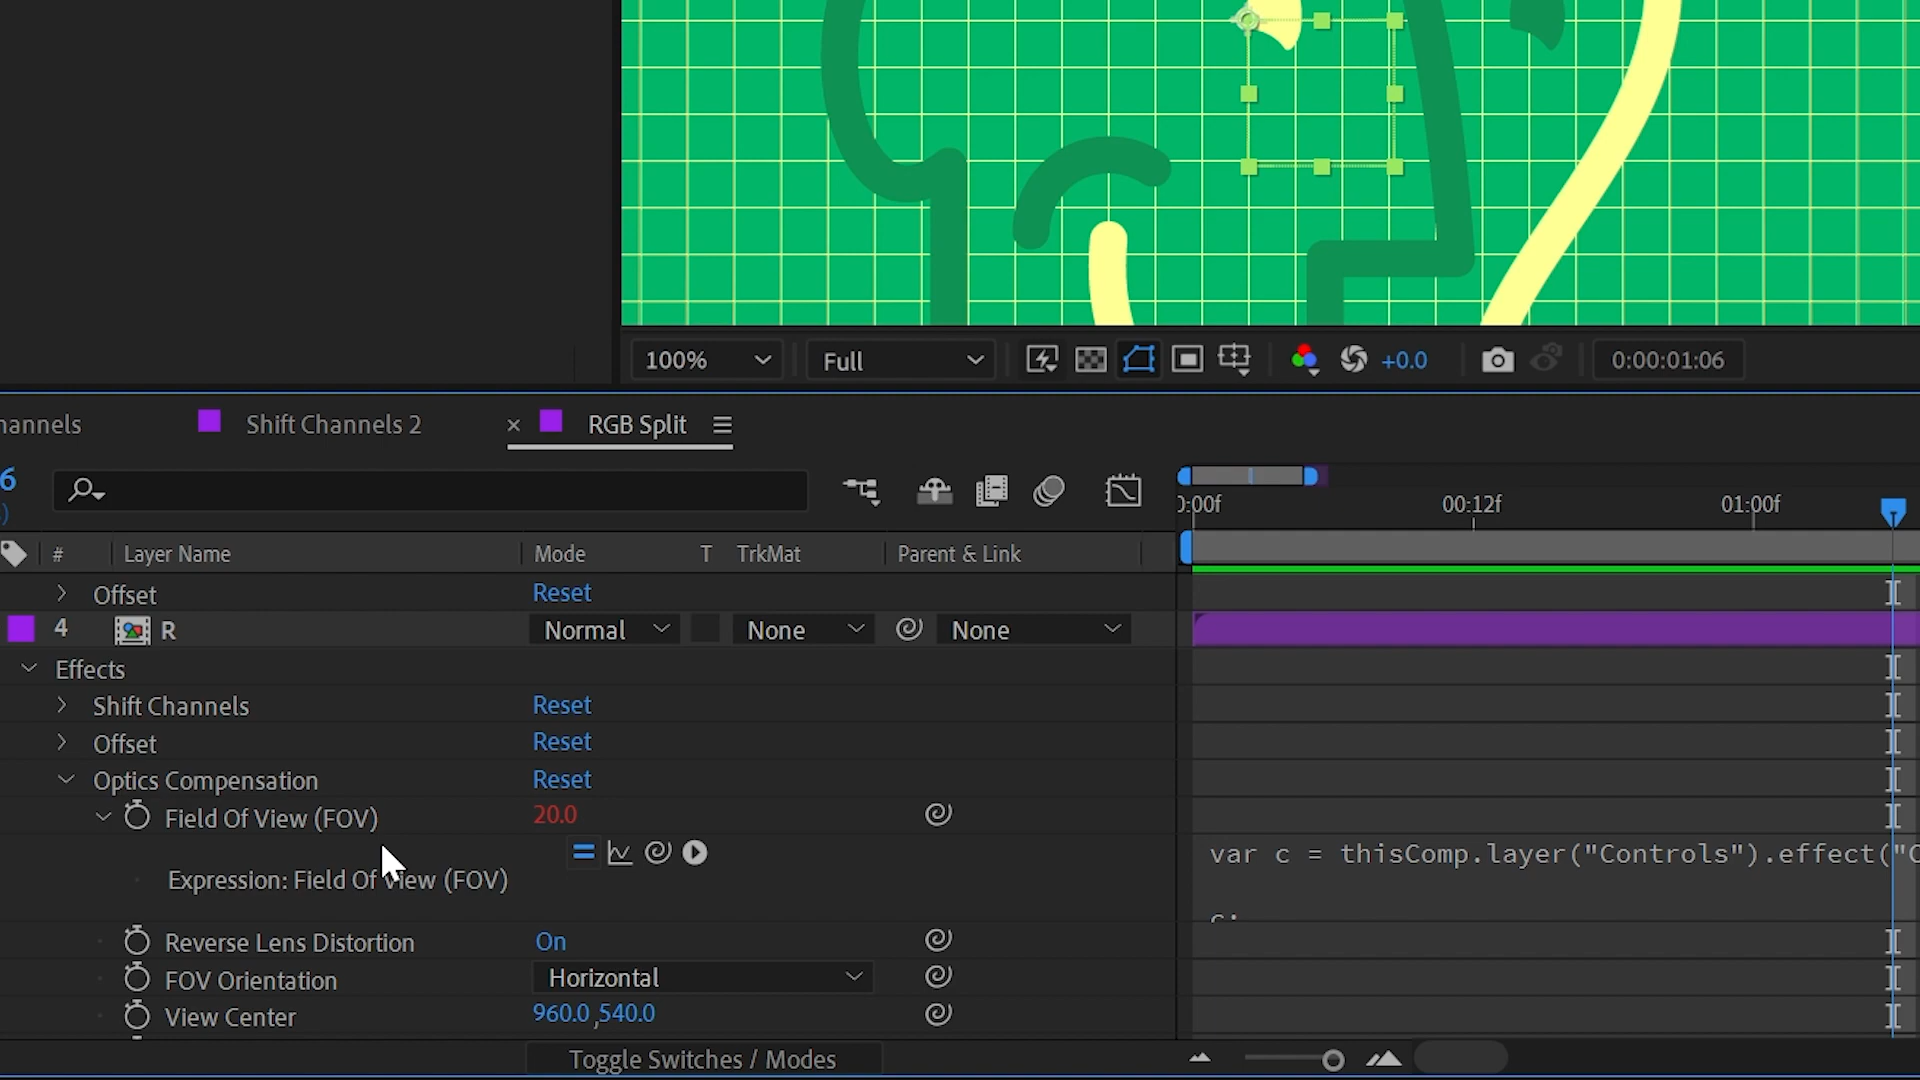 100% Full +0.0 0:00:01:06
hannels Shift Channels 2 × RGB Split
6
)
0:00f 00:12f 01:00f
# Layer Name Mode T TrkMat Parent & Link
Offset Reset
4 R Normal None None
Effects
Shift Channels Reset
Offset Reset
Optics Compensation Reset
Field Of View (FOV) 20.0
var c = thisComp.layer("Controls").effect("C
Expression: Field Of View (FOV)
c;
Reverse Lens Distortion On
FOV Orientation Horizontal
View Center 960.0,540.0
Toggle Switches / Modes